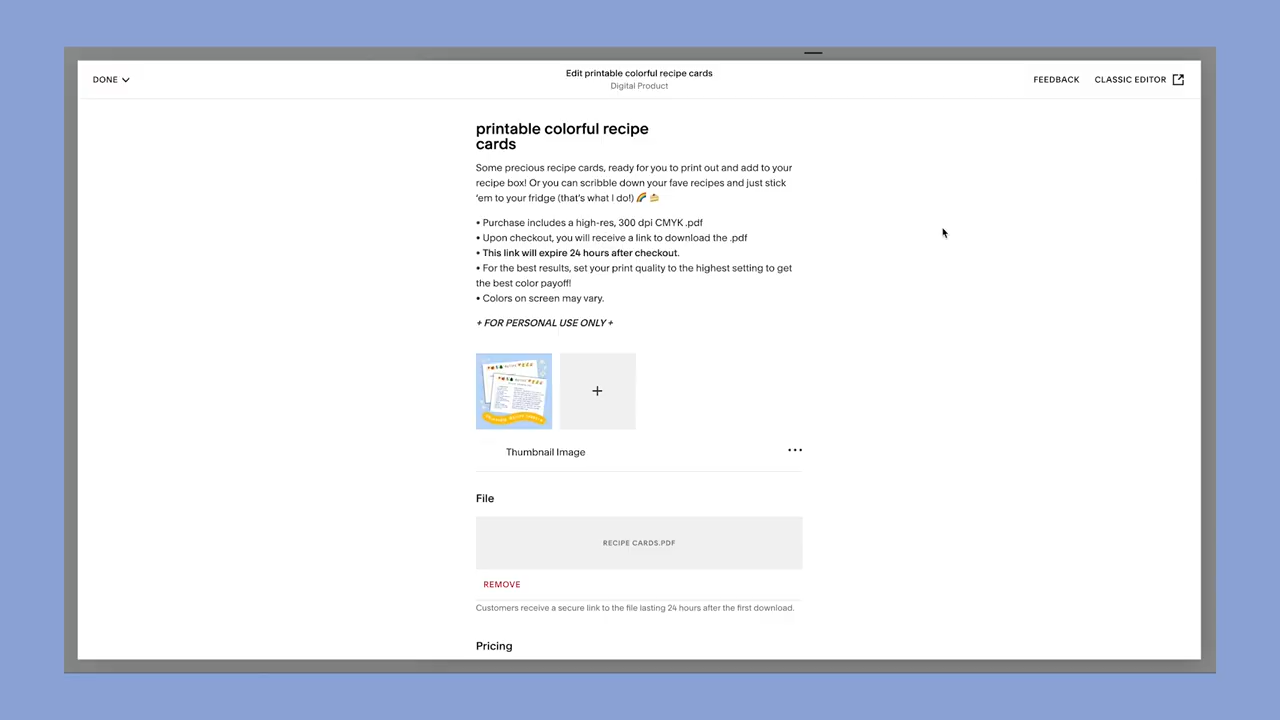 DONE
Edit printable colorful recipe cards
Digital Product
FEEDBACK
CLASSIC EDITOR
printable colorful recipe
cards
Some precious recipe cards, ready for you to print out and add to your
recipe box! Or you can scribble down your fave recipes and just stick
'em to your fridge (that's what I do!) 🌈 🍰
• Purchase includes a high-res, 300 dpi CMYK .pdf
• Upon checkout, you will receive a link to download the .pdf
• This link will expire 24 hours after checkout.
• For the best results, set your print quality to the highest setting to get
the best color payoff!
• Colors on screen may vary.
+ FOR PERSONAL USE ONLY +
Thumbnail Image
File
RECIPE CARDS.PDF
REMOVE
Customers receive a secure link to the file lasting 24 hours after the first download.
Pricing